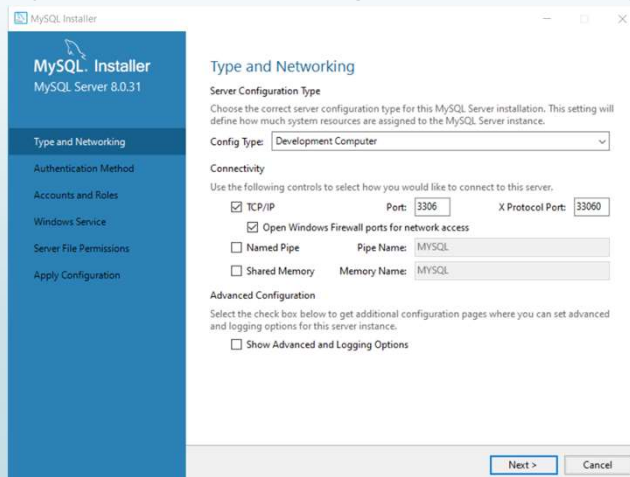 MySQL Installer
MySQL. Installer
MySQL Server 8.0.31
Type and Networking
Authentication Method
Accounts and Roles
Windows Service
Server File Permissions
Apply Configuration
Type and Networking
Server Configuration Type
Choose the correct server configuration type for this MySQL Server installation. This setting will
define how much system resources are assigned to the MySQL Server instance.
Config Type: Development Computer
Connectivity
Use the following controls to select how you would like to connect to this server.
TCP/IP Port: 3306 X Protocol Port: 33060
Open Windows Firewall ports for network access
Named Pipe Pipe Name: MYSQL
Shared Memory Memory Name: MYSQL
Advanced Configuration
Select the check box below to get additional configuration pages where you can set advanced
and logging options for this server instance.
Show Advanced and Logging Options
Next > Cancel